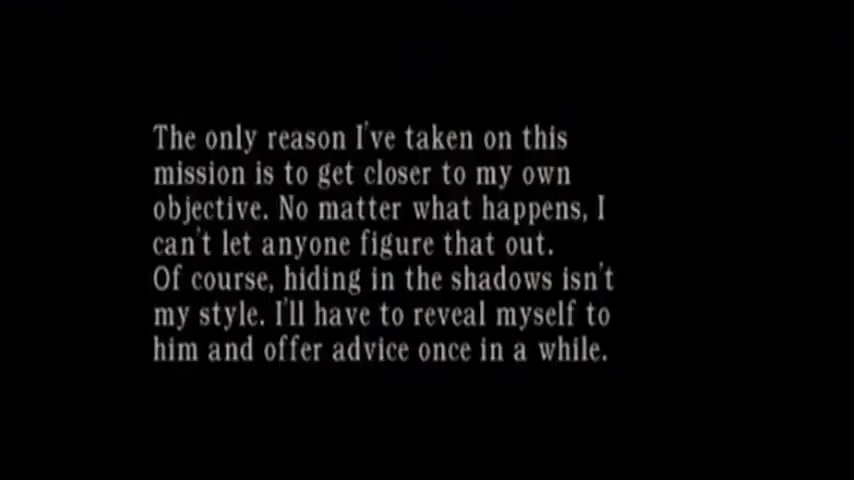 The only reason I've taken on this
mission is to get closer to my own
objective. No matter what happens, I
can't let anyone figure that out.
Of course, hiding in the shadows isn't
my style. I'll have to reveal myself to
him and offer advice once in a while.